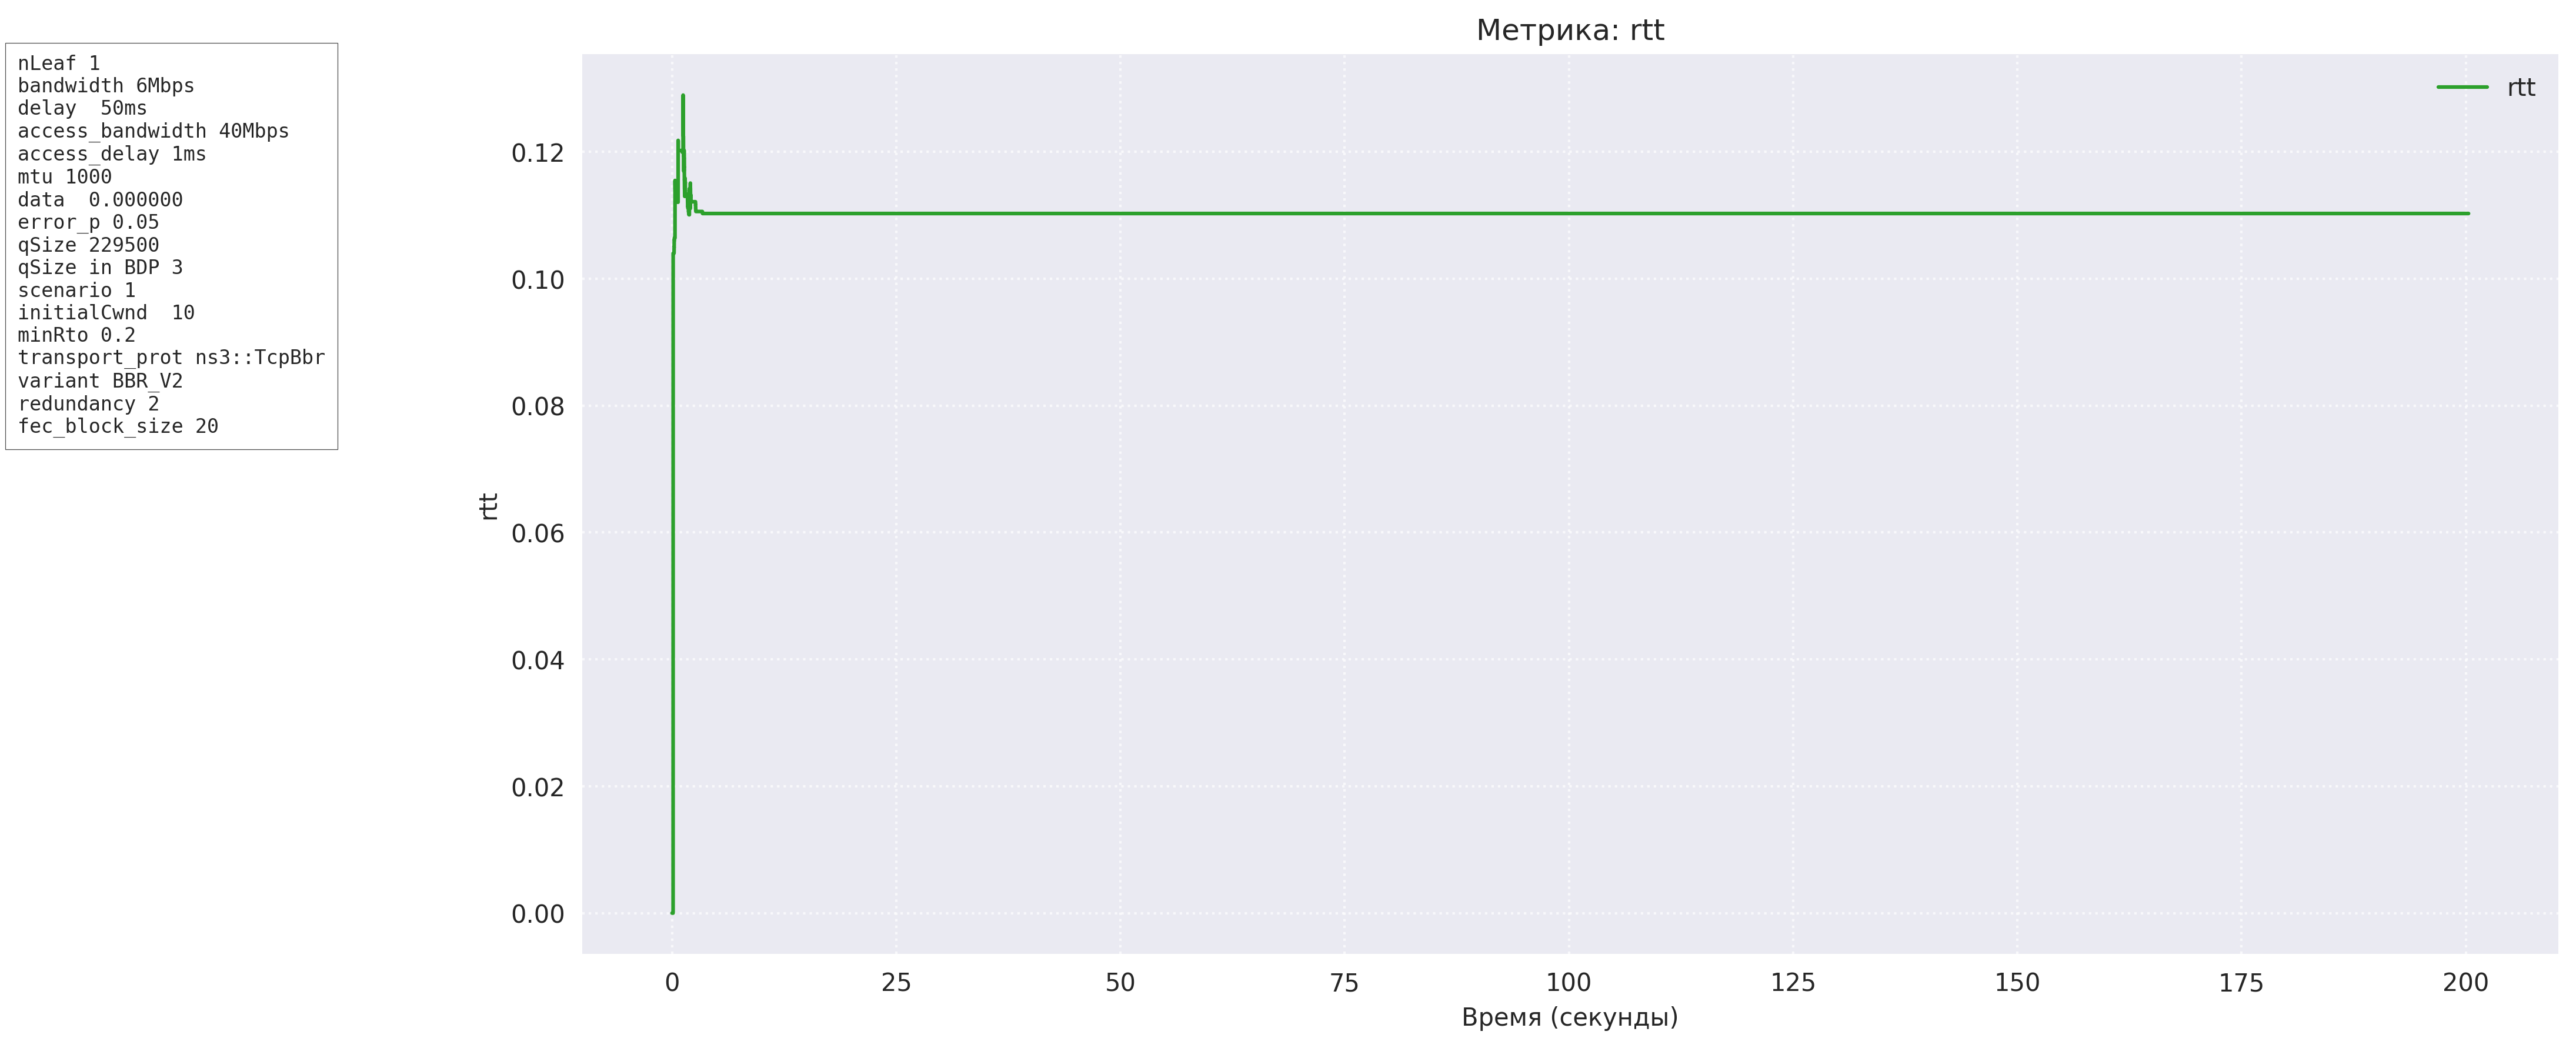 Метрика: rtt
nLeaf 1
bandwidth 6Mbps
delay  50ms
access_bandwidth 40Mbps
access_delay 1ms
mtu 1000
data  0.000000
error_p 0.05
qSize 229500
qSize in BDP 3
scenario 1
initialCwnd  10
minRto 0.2
transport_prot ns3::TcpBbr
variant BBR_V2
redundancy 2
fec_block_size 20
rtt
rtt
0.12
0.10
0.08
0.06
0.04
0.02
0.00
0 25 50 75 100 125 150 175 200
Время (секунды)